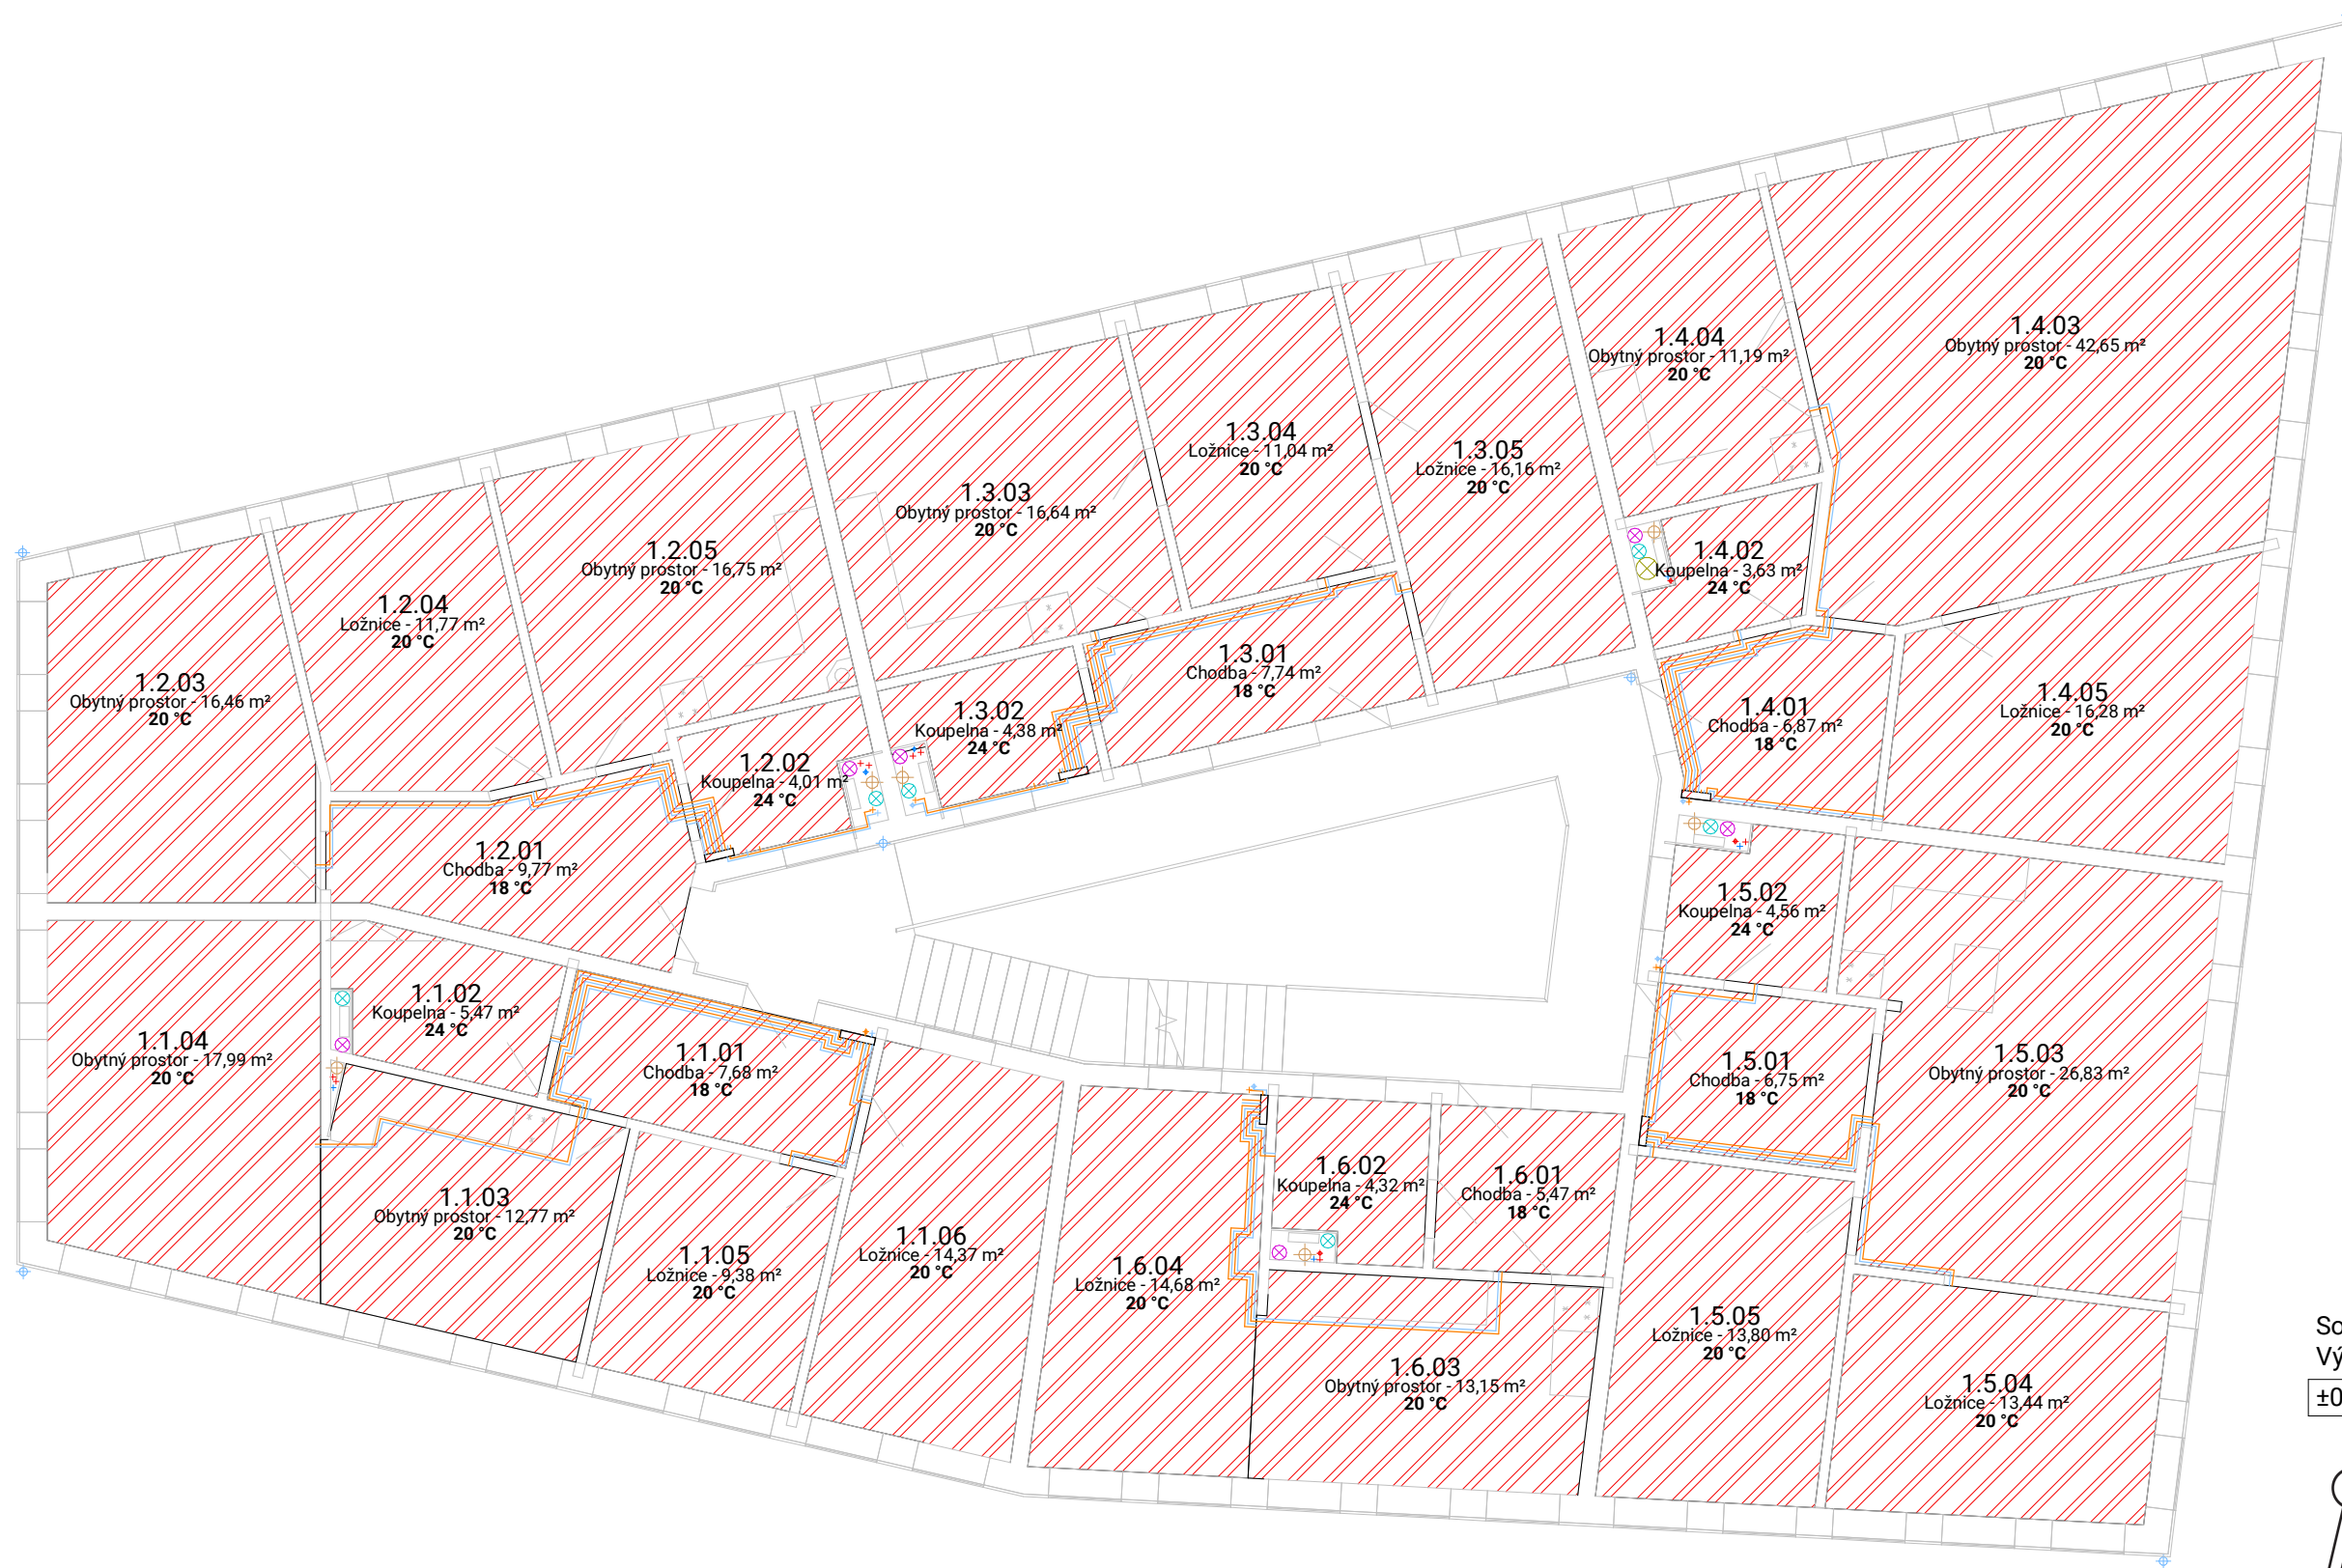 1.4.03
Obytný prostor - 42,65 m²
20 °C
1.4.04
Obytný prostor - 11,19 m²
20 °C
1.3.04
Ložnice - 11,04 m²
20 °C
1.3.05
Ložnice - 16,16 m²
20 °C
1.3.03
Obytný prostor - 16,64 m²
20 °C
1.2.05
Obytný prostor - 16,75 m²
20 °C
1.4.02
Koupelna - 3,63 m²
24 °C
1.2.04
Ložnice - 11,77 m²
20 °C
1.3.01
Chodba - 7,74 m²
18 °C
1.2.03
Obytný prostor - 16,46 m²
20 °C
1.4.05
Ložnice - 16,28 m²
20 °C
1.4.01
Chodba - 6,87 m²
18 °C
1.3.02
Koupelna - 4,38 m²
24 °C
1.2.02
Koupelna - 4,01 m²
24 °C
1.2.01
Chodba - 9,77 m²
18 °C
1.5.02
Koupelna - 4,56 m²
24 °C
1.1.02
Koupelna - 5,47 m²
24 °C
1.1.04
Obytný prostor - 17,99 m²
20 °C
1.1.01
Chodba - 7,68 m²
18 °C
1.5.01
Chodba - 6,75 m²
18 °C
1.5.03
Obytný prostor - 26,83 m²
20 °C
1.6.02
Koupelna - 4,32 m²
24 °C
1.6.01
Chodba - 5,47 m²
18 °C
1.1.03
Obytný prostor - 12,77 m²
20 °C
1.1.06
Ložnice - 14,37 m²
20 °C
1.1.05
Ložnice - 9,38 m²
20 °C
1.6.04
Ložnice - 14,68 m²
20 °C
1.5.05
Ložnice - 13,80 m²
20 °C
1.6.03
Obytný prostor - 13,15 m²
20 °C
1.5.04
Ložnice - 13,44 m²
20 °C
So
Vý
±0